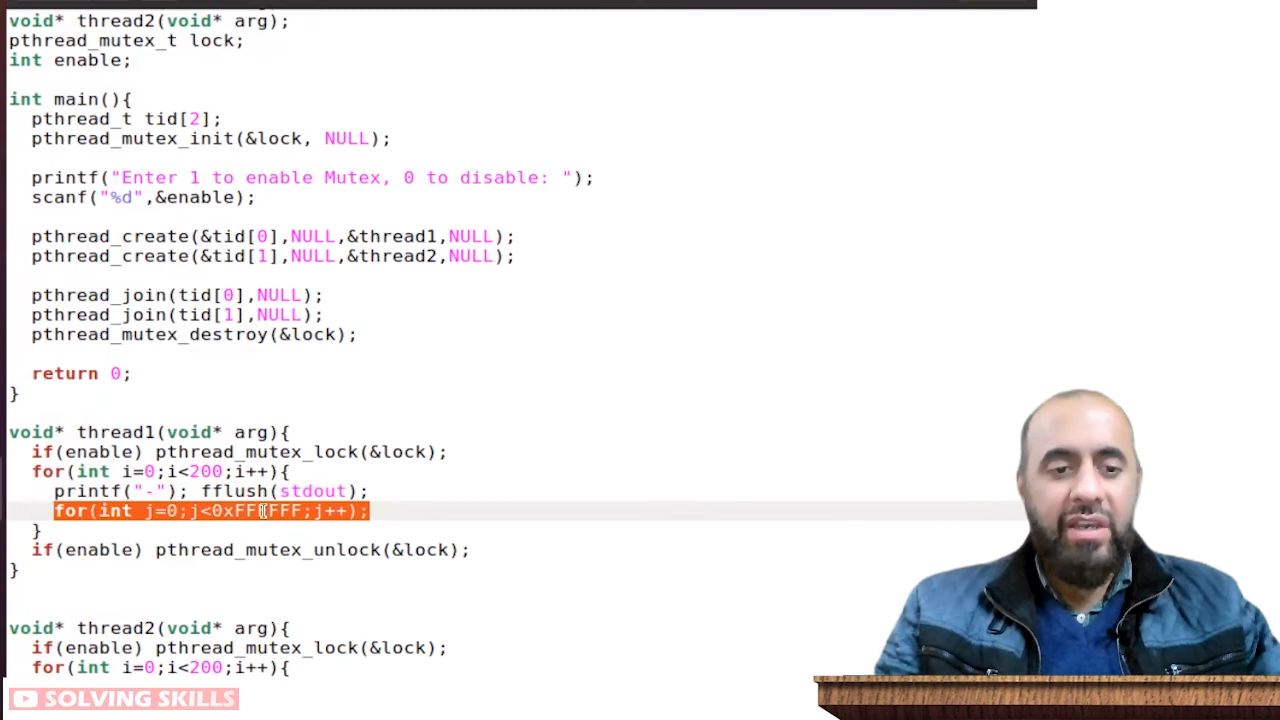 void* thread2(void* arg);
pthread_mutex_t lock;
int enable;
int main(){
pthread_t tid[2];
pthread_mutex_init(&lock, NULL);
printf("Enter 1 to enable Mutex, 0 to disable: ");
scanf("%d",&enable);
pthread_create(&tid[0],NULL,&thread1,NULL);
pthread_create(&tid[1],NULL,&thread2,NULL);
pthread_join(tid[0],NULL);
pthread_join(tid[1],NULL);
pthread_mutex_destroy(&lock);
return 0;
}
void* thread1(void* arg){
if(enable) pthread_mutex_lock(&lock);
for(int i=0;i<200;i++){
printf("-"); fflush(stdout);
for(int j=0;j<0xFFFFFF;j++);
}
if(enable) pthread_mutex_unlock(&lock);
}
void* thread2(void* arg){
if(enable) pthread_mutex_lock(&lock);
for(int i=0;i<200;i++){
SOLVING SKILLS